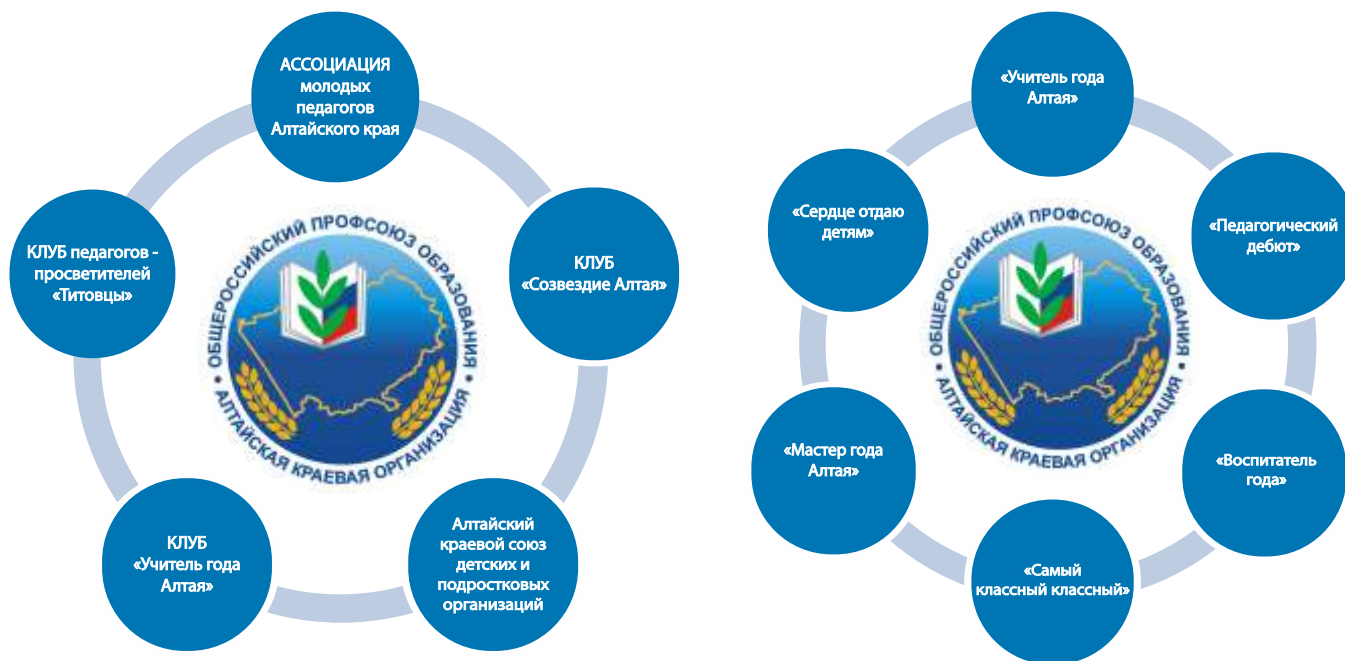 АССОЦИАЦИЯ
молодых
педагогов
Алтайского края
КЛУБ
«Созвездие Алтая»
Алтайский
краевой союз
детских и
подростковых
организаций
КЛУБ
«Учитель года
Алтая»
КЛУБ педагогов -
просветителей
«Титовцы»
ОБЩЕРОССИЙСКИЙ ПРОФСОЮЗ ОБРАЗОВАНИЯ
• АЛТАЙСКАЯ КРАЕВАЯ ОРГАНИЗАЦИЯ •
«Учитель года
Алтая»
«Педагогический
дебют»
«Воспитатель
года»
«Самый
классный классный»
«Мастер года
Алтая»
«Сердце отдаю
детям»
ОБЩЕРОССИЙСКИЙ ПРОФСОЮЗ ОБРАЗОВАНИЯ
• АЛТАЙСКАЯ КРАЕВАЯ ОРГАНИЗАЦИЯ •